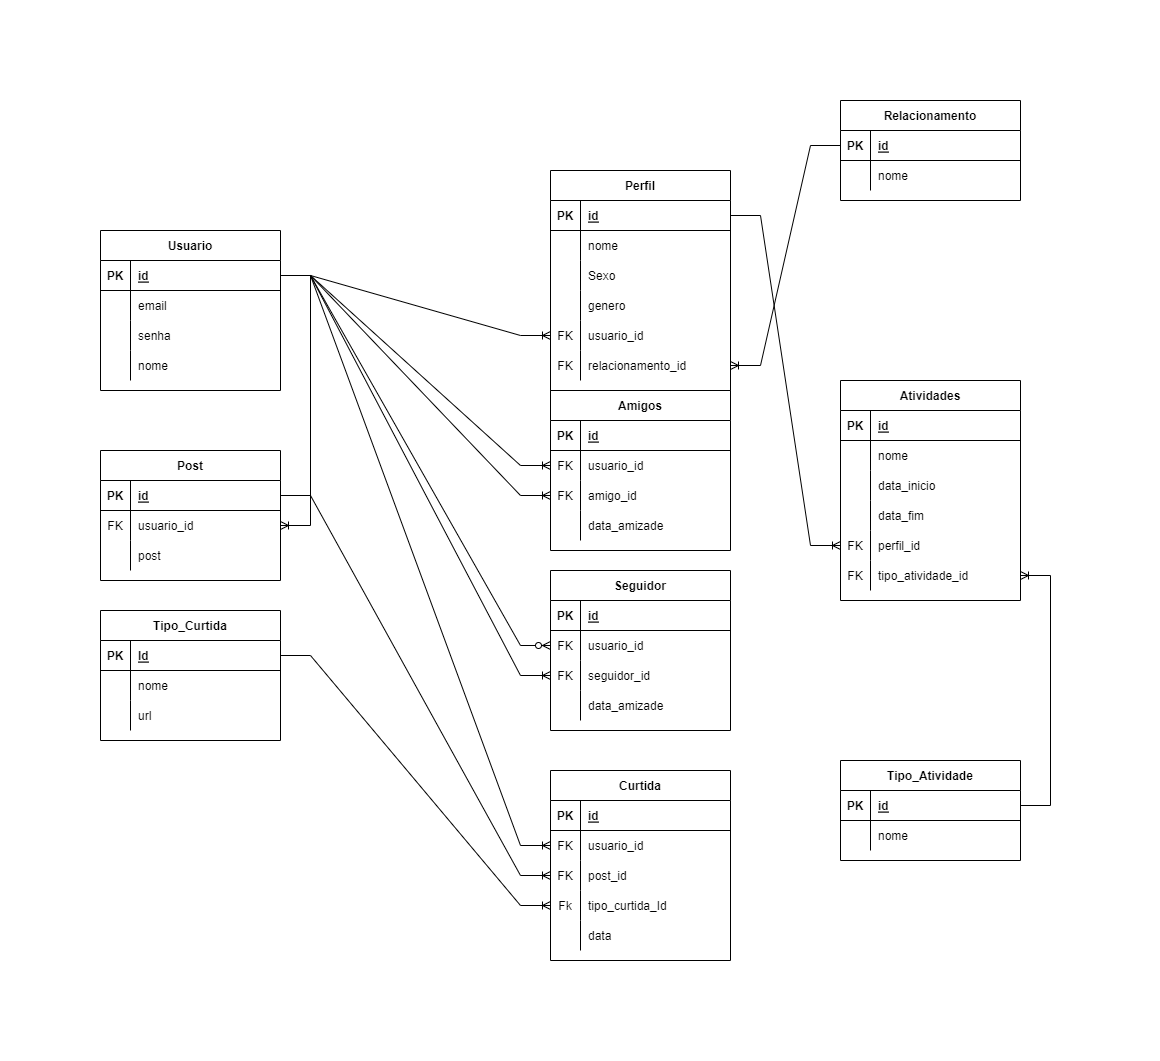 Usuario
PK id
email
senha
nome
Post
PK id
FK usuario_id
post
Tipo_Curtida
PK Id
nome
url
Perfil
PK id
nome
Sexo
genero
FK usuario_id
FK relacionamento_id
Amigos
PK id
FK usuario_id
FK amigo_id
data_amizade
Seguidor
PK id
FK usuario_id
FK seguidor_id
data_amizade
Curtida
PK id
FK usuario_id
FK post_id
Fk tipo_curtida_Id
data
Relacionamento
PK id
nome
Atividades
PK id
nome
data_inicio
data_fim
FK perfil_id
FK tipo_atividade_id
Tipo_Atividade
PK id
nome